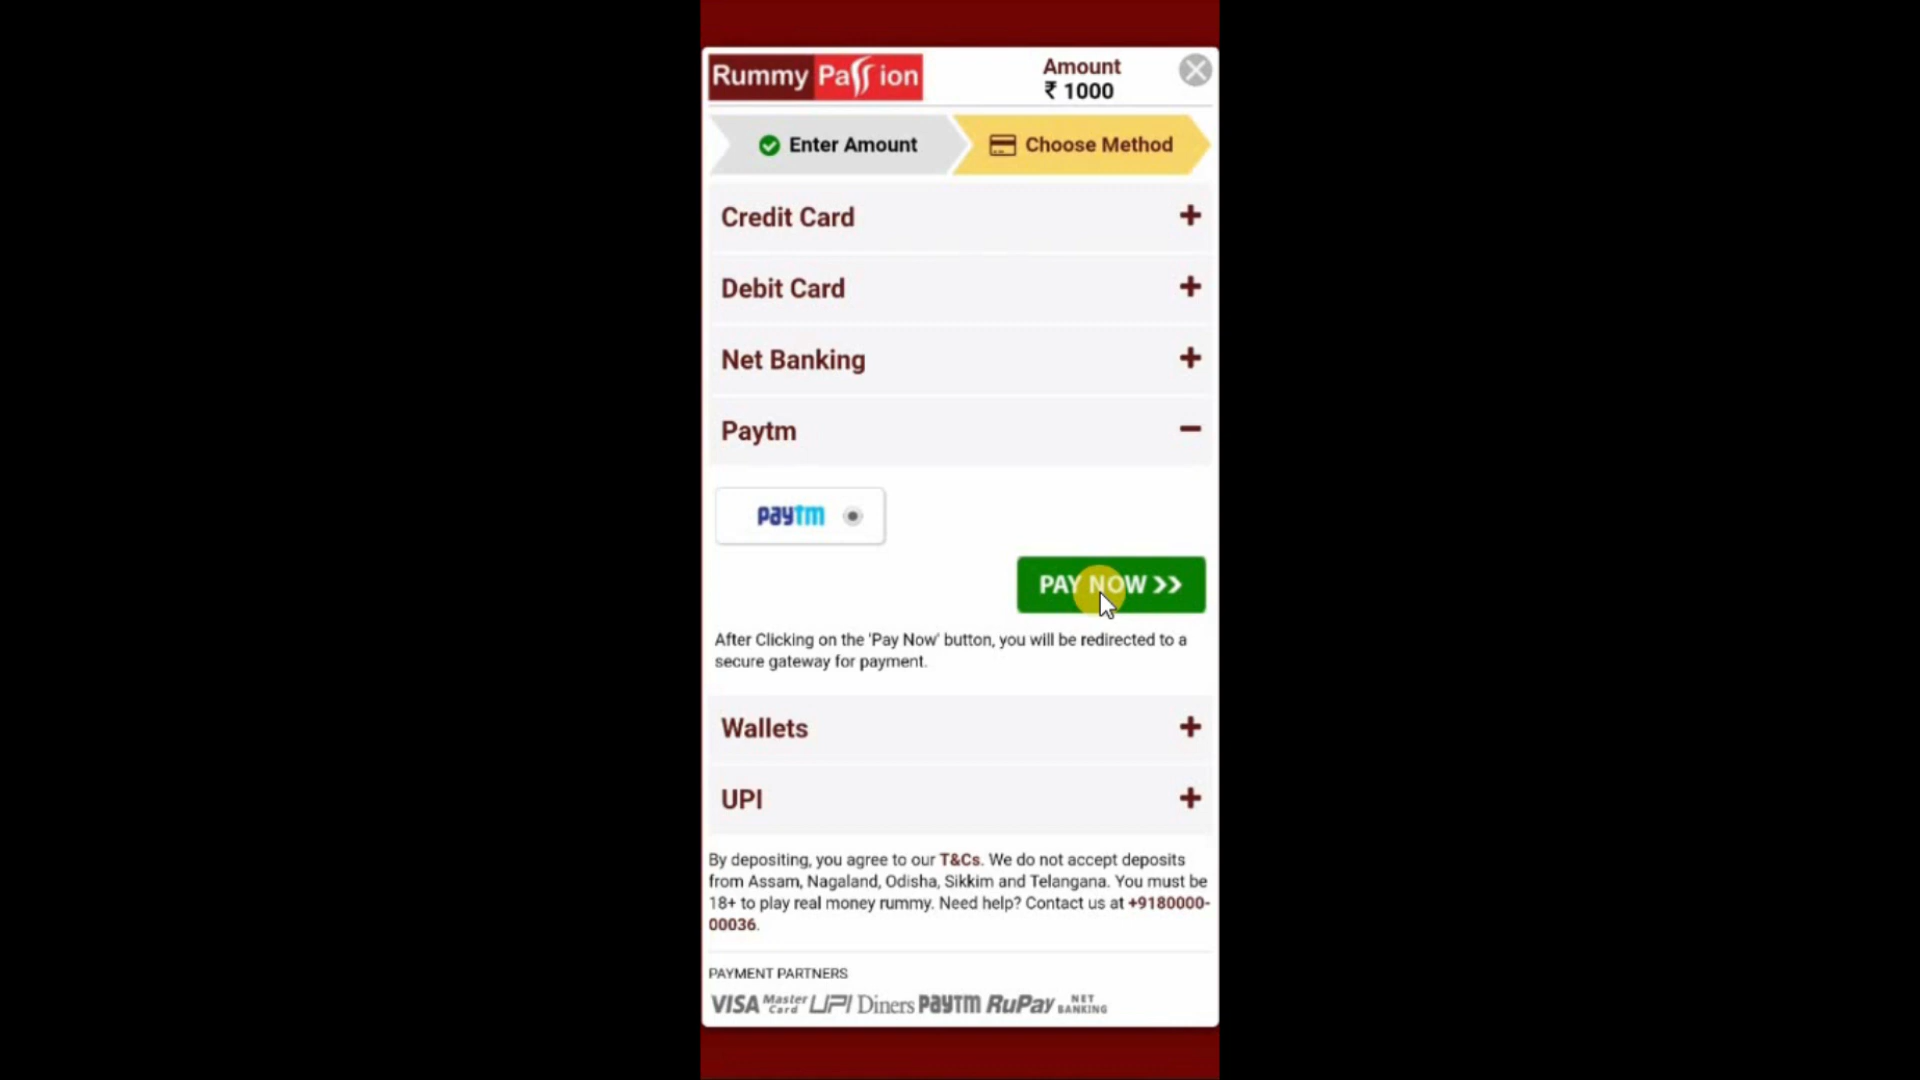 Rummy Passion
Amount
₹ 1000
Enter Amount
Choose Method
Credit Card
Debit Card
Net Banking
Paytm
paytm
PAY NOW >>
After Clicking on the 'Pay Now' button, you will be redirected to a
secure gateway for payment.
Wallets
UPI
By depositing, you agree to our T&Cs. We do not accept deposits
from Assam, Nagaland, Odisha, Sikkim and Telangana. You must be
18+ to play real money rummy. Need help? Contact us at +9180000-
00036.
PAYMENT PARTNERS
VISA Master Card UPI Diners Paytm RuPay NET BANKING